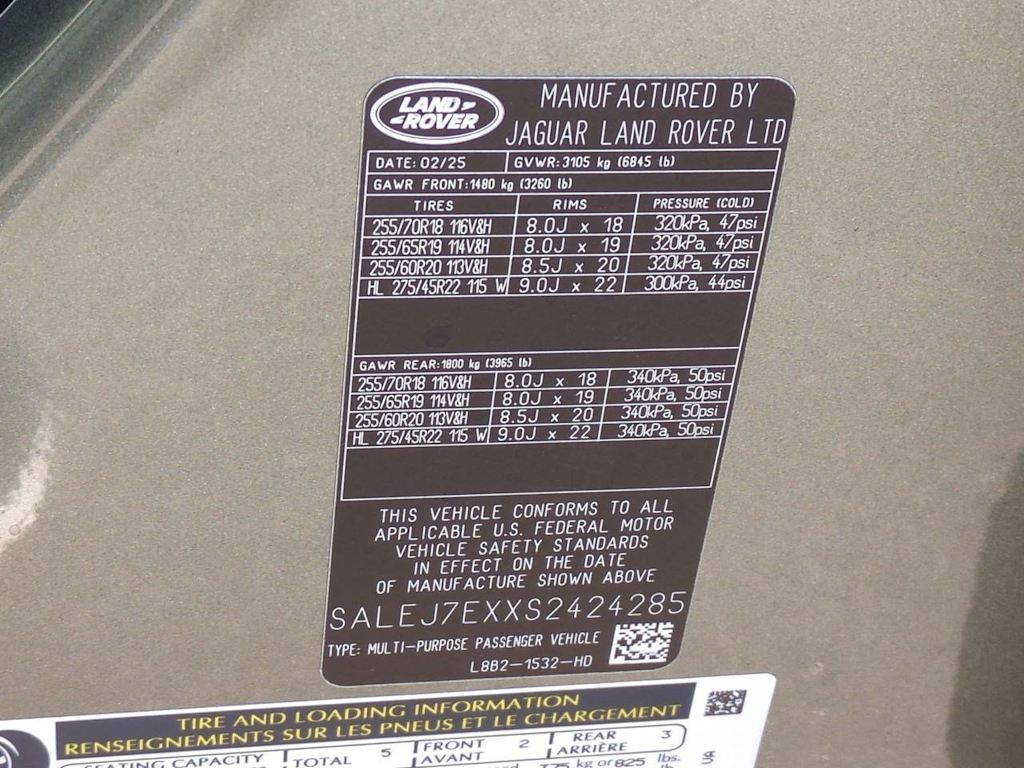 LAND ROVER
MANUFACTURED BY
JAGUAR LAND ROVER LTD
DATE: 02/25 GVWR: 3105 kg (6845 lb)
GAWR FRONT: 1480 kg (3260 lb)
TIRES RIMS PRESSURE (COLD)
255/70R18 116V&H 8.0J x 18 320kPa, 47psi
255/65R19 114V&H 8.0J x 19 320kPa, 47psi
255/60R20 113V&H 8.5J x 20 320kPa, 47psi
HL 275/45R22 115 W 9.0J x 22 300kPa, 44psi
GAWR REAR: 1800 kg (3965 lb)
255/70R18 116V&H 8.0J x 18 340kPa, 50psi
255/65R19 114V&H 8.0J x 19 340kPa, 50psi
255/60R20 113V&H 8.5J x 20 340kPa, 50psi
HL 275/45R22 115 W 9.0J x 22 340kPa, 50psi
THIS VEHICLE CONFORMS TO ALL
APPLICABLE U.S. FEDERAL MOTOR
VEHICLE SAFETY STANDARDS
IN EFFECT ON THE DATE
OF MANUFACTURE SHOWN ABOVE
SALEJ7EXXS2424285
TYPE: MULTI-PURPOSE PASSENGER VEHICLE
L8B2-1532-HD
TIRE AND LOADING INFORMATION
RENSEIGNEMENTS SUR LES PNEUS ET LE CHARGEMENT
SEATING CAPACITY TOTAL 5 FRONT 2 REAR 3
AVANT ARRIÈRE
kg or 825 lbs.